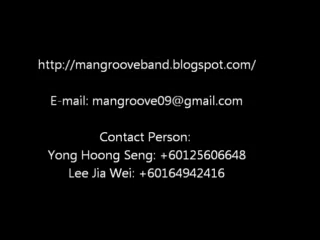 http://mangrooveband.blogspot.com/
E-mail: mangroove09@gmail.com
Contact Person:
Yong Hoong Seng: +60125606648
Lee Jia Wei: +60164942416